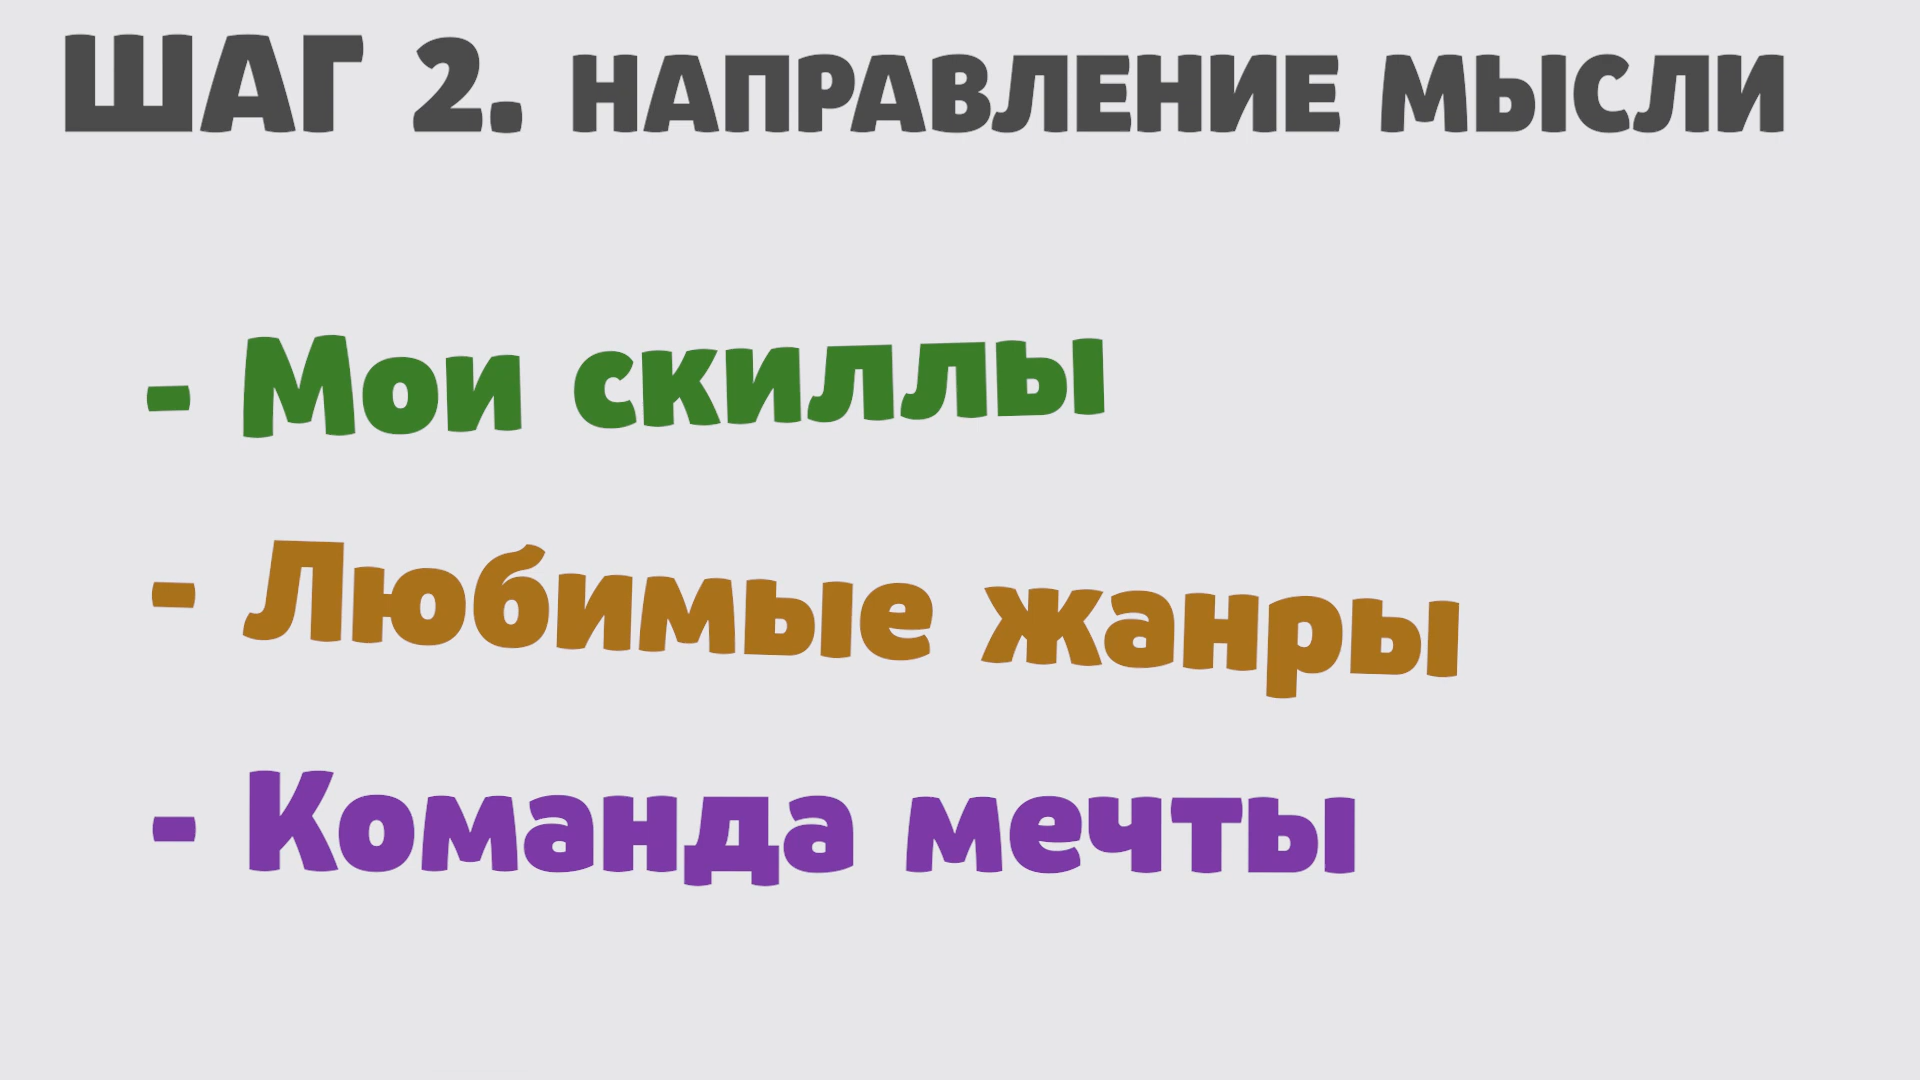 ШАГ 2. НАПРАВЛЕНИЕ МЫСЛИ
- Мои скиллы
- Любимые жанры
- Команда мечты